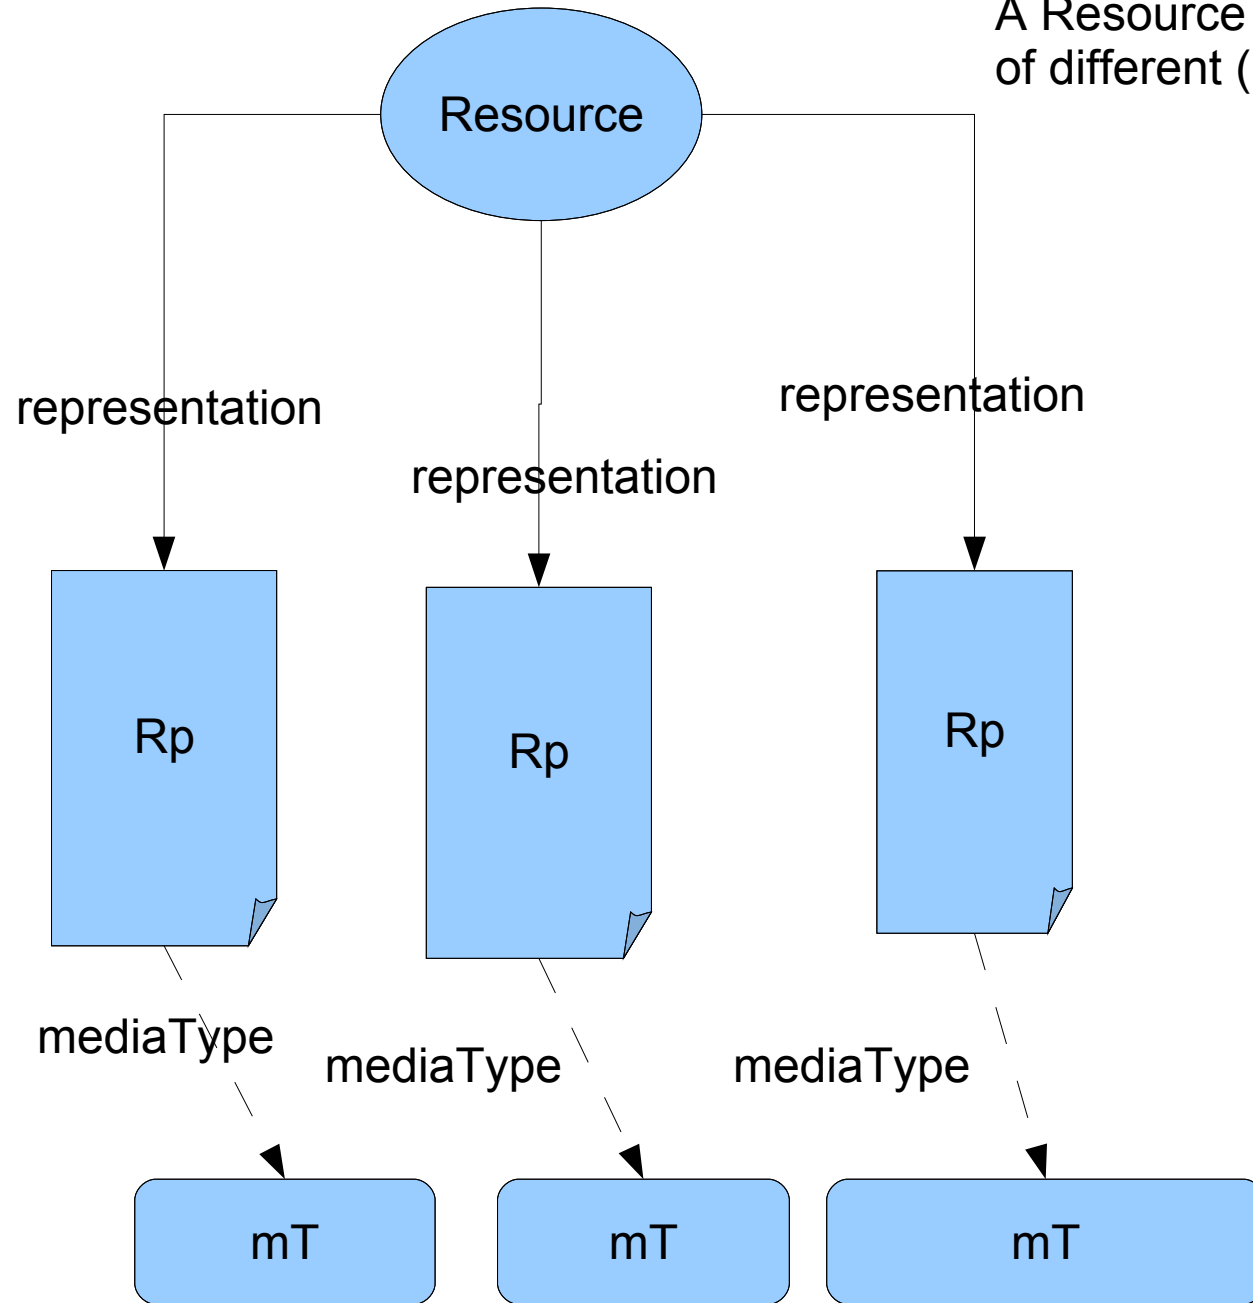 A Resource
of different (
Resource
representation
representation
representation
Rp
Rp
Rp
mediaType
mediaType
mediaType
mT
mT
mT